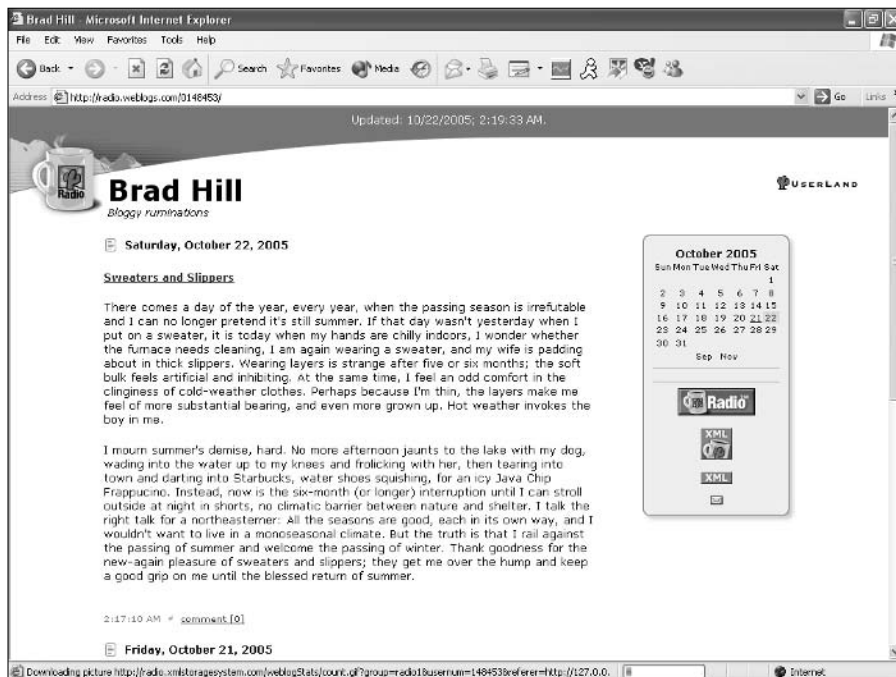 Brad Hill - Microsoft Internet Explorer
File Edit View Favorites Tools Help
Back Search Favorites Media
Address http://radio.weblogs.com/0148453/ Go Links
Updated: 10/22/2005; 2:19:33 AM.
Radio
Brad Hill
Bloggy ruminations
USERLAND
Saturday, October 22, 2005
Sweaters and Slippers
There comes a day of the year, every year, when the passing season is irrefutable
and I can no longer pretend it's still summer. If that day wasn't yesterday when I
put on a sweater, it is today when my hands are chilly indoors, I wonder whether
the furnace needs cleaning, I am again wearing a sweater, and my wife is padding
about in thick slippers. Wearing layers is strange after five or six months; the soft
bulk feels artificial and inhibiting. At the same time, I feel an odd comfort in the
clinginess of cold-weather clothes. Perhaps because I'm thin, the layers make me
feel of more substantial bearing, and even more grown up. Hot weather invokes the
boy in me.
I mourn summer's demise, hard. No more afternoon jaunts to the lake with my dog,
wading into the water up to my knees and frolicking with her, then tearing into
town and darting into Starbucks, water shoes squishing, for an icy Java Chip
Frappucino. Instead, now is the six-month (or longer) interruption until I can stroll
outside at night in shorts, no climatic barrier between nature and shelter. I talk the
right talk for a northeasterner: All the seasons are good, each in its own way, and I
wouldn't want to live in a monoseasonal climate. But the truth is that I rail against
the passing of summer and welcome the passing of winter. Thank goodness for the
new-again pleasure of sweaters and slippers; they get me over the hump and keep
a good grip on me until the blessed return of summer.
2:17:10 AM # comment [0]
Friday, October 21, 2005
October 2005
Sun Mon Tue Wed Thu Fri Sat
1
2 3 4 5 6 7 8
9 10 11 12 13 14 15
16 17 18 19 20 21 22
23 24 25 26 27 28 29
30 31
Sep Nov
Radio
XML
XML
Downloading picture http://radio.xmlstoragesystem.com/weblogStats/count.gif?group=radio1&usernum=148453&referer=http://127.0.0. Internet